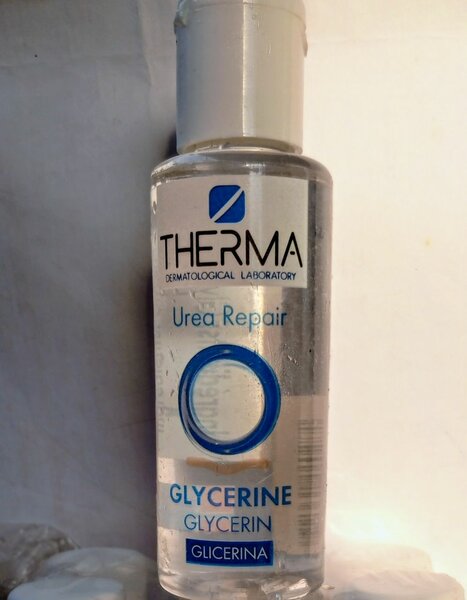 THERMA
DERMATOLOGICAL LABORATORY
Urea Repair
GLYCERINE
GLYCERIN
GLICERINA